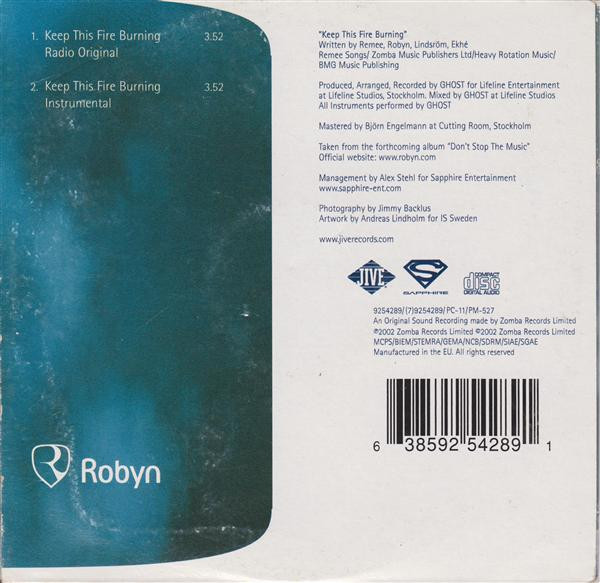 1. Keep This Fire Burning 3.52
Radio Original
2. Keep This Fire Burning 3.52
Instrumental
Robyn
"Keep This Fire Burning"
Written by Remee, Robyn, Lindsröm, Ekhé
Remee Songs/ Zomba Music Publishers Ltd/Heavy Rotation Music/
BMG Music Publishing
Produced, Arranged, Recorded by GHOST for Lifeline Entertainment
at Lifeline Studios, Stockholm. Mixed by GHOST at Lifeline Studios
All Instruments performed by GHOST
Mastered by Björn Engelmann at Cutting Room, Stockholm
Taken from the forthcoming album "Don't Stop The Music"
Official website: www.robyn.com
Management by Alex Stehl for Sapphire Entertainment
www.sapphire-ent.com
Photography by Jimmy Backlus
Artwork by Andreas Lindholm for IS Sweden
www.jiverecords.com
JIVE
S
SAPPHIRE
COMPACT
disc
DIGITAL AUDIO
9254289/(7)9254289/PC-11/PM-527
An Original Sound Recording made by Zomba Records Limited
℗2002 Zomba Records Limited ©2002 Zomba Records Limited
MCPS/BIEM/STEMRA/GEMA/NCB/SDRM/SIAE/SGAE
Manufactured in the EU. All rights reserved
6 38592 54289 1